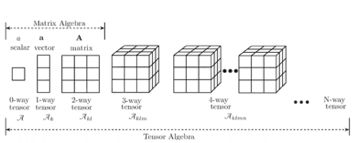 Matrix Algebra
a a A
scalar vector matrix
0-way 1-way 2-way 3-way 4-way N-way
tensor tensor tensor tensor tensor tensor
𝒜 𝒜k 𝒜kl 𝒜klm 𝒜klmn
Tensor Algebra